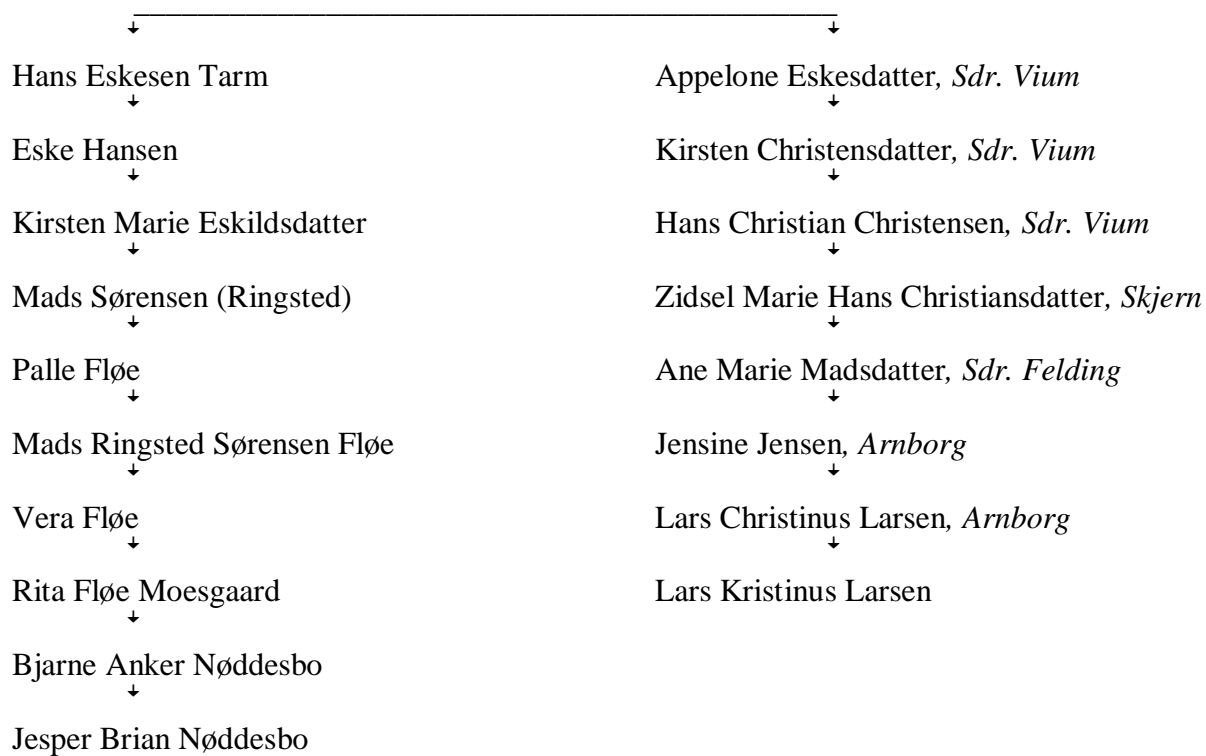 Hans Eskesen Tarm
Appelone Eskesdatter, Sdr. Vium
Eske Hansen
Kirsten Christensdatter, Sdr. Vium
Kirsten Marie Eskildsdatter
Hans Christian Christensen, Sdr. Vium
Mads Sørensen (Ringsted)
Zidsel Marie Hans Christiansdatter, Skjern
Palle Fløe
Ane Marie Madsdatter, Sdr. Felding
Mads Ringsted Sørensen Fløe
Jensine Jensen, Arnborg
Vera Fløe
Lars Christinus Larsen, Arnborg
Rita Fløe Moesgaard
Lars Kristinus Larsen
Bjarne Anker Nøddesbo
Jesper Brian Nøddesbo